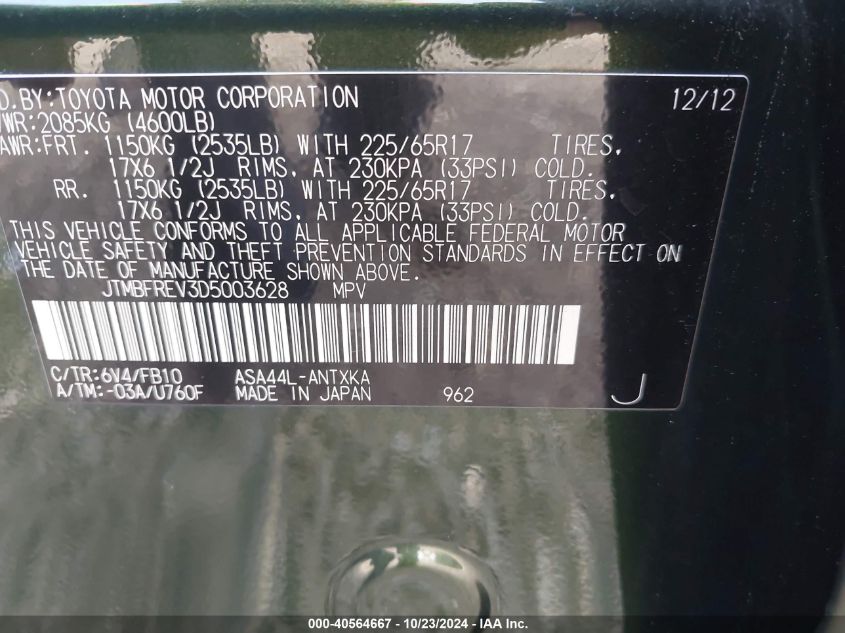 D.BY:TOYOTA MOTOR CORPORATION 12/12
WR:2085KG (4600LB)
AWR:FRT. 1150KG (2535LB) WITH 225/65R17 TIRES,
17X6 1/2J RIMS, AT 230KPA (33PSI) COLD.
RR. 1150KG (2535LB) WITH 225/65R17 TIRES,
17X6 1/2J RIMS, AT 230KPA (33PSI) COLD.
THIS VEHICLE CONFORMS TO ALL APPLICABLE FEDERAL MOTOR
VEHICLE SAFETY AND THEFT PREVENTION STANDARDS IN EFFECT ON
THE DATE OF MANUFACTURE SHOWN ABOVE.
JTMBFREV3D5003628 MPV
C/TR:6V4/FB10 ASA44L-ANTXKA
A/TM:-03A/U760F MADE IN JAPAN 962 J
000-40564667 - 10/23/2024 - IAA Inc.